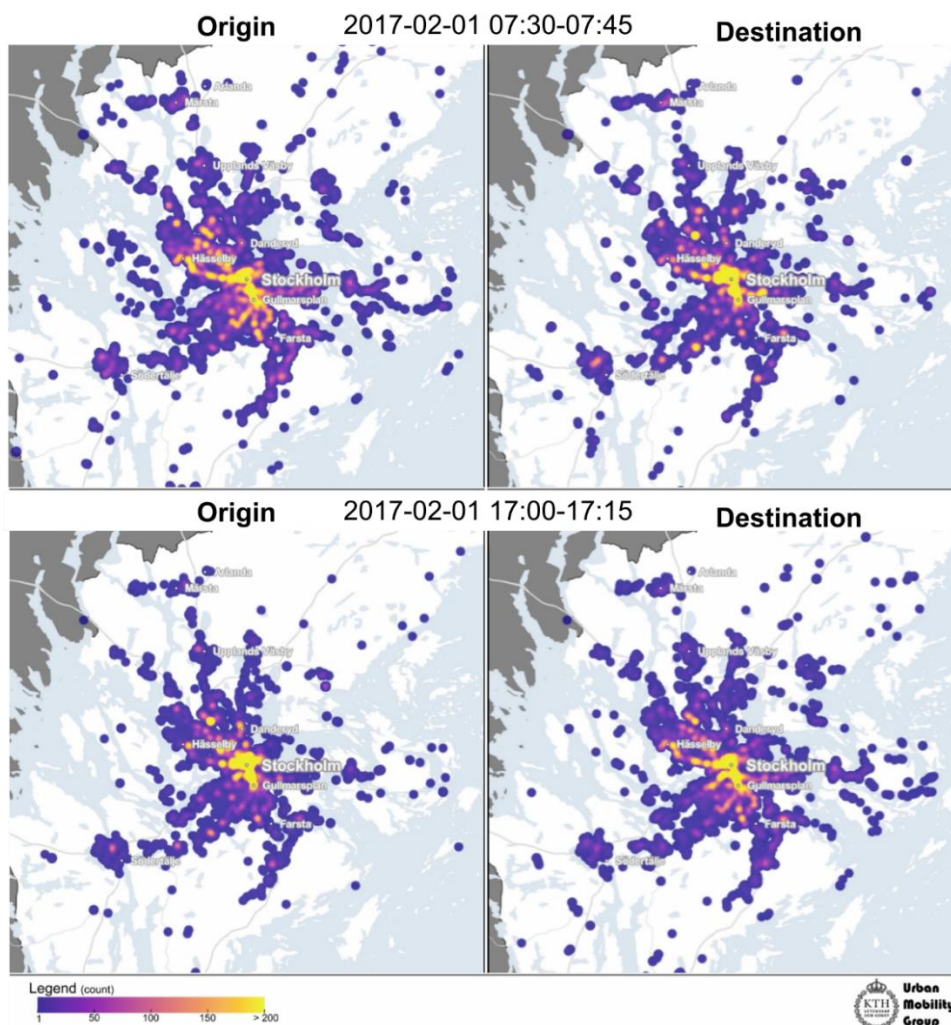 Origin 2017-02-01 07:30-07:45 Destination
Arlanda Arlanda
Märsta Märsta
Upplands Väsby Upplands Väsby
Danderyd Danderyd
Hässelby Hässelby
Stockholm Stockholm
Gullmarsplan Gullmarsplan
Farsta Farsta
Södertälje Södertälje
Origin 2017-02-01 17:00-17:15 Destination
Arlanda Arlanda
Märsta Märsta
Upplands Väsby Upplands Väsby
Danderyd Danderyd
Hässelby Hässelby
Stockholm Stockholm
Gullmarsplan Gullmarsplan
Farsta Farsta
Södertälje Södertälje
Legend (count)
1 50 100 150 > 200
KTH
Urban
Mobility
Group